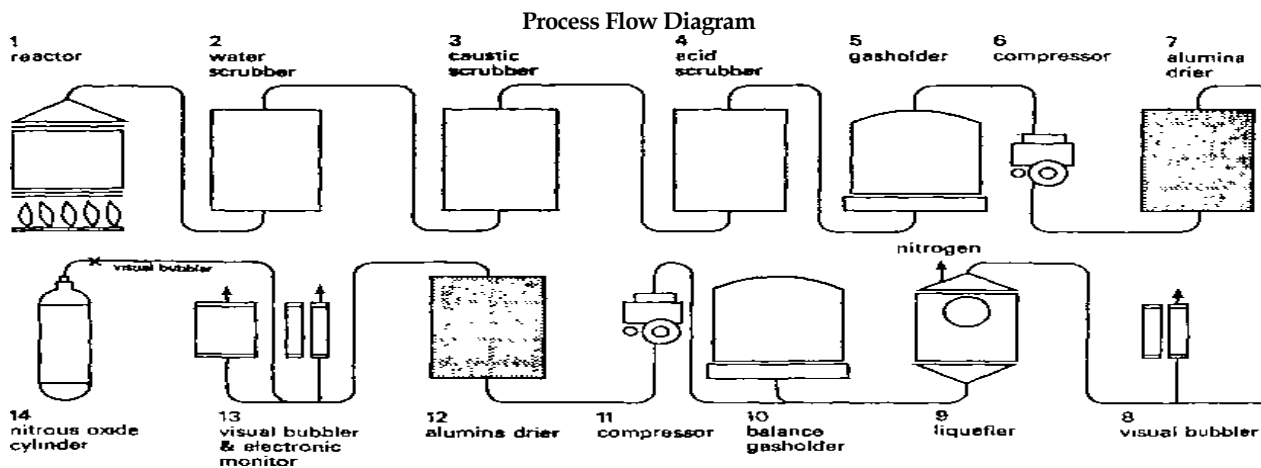 Process Flow Diagram
1
reactor
2
water
scrubber
3
caustic
scrubber
4
acid
scrubber
5
gasholder
6
compressor
7
alumina
drier
nitrogen
visual bubbler
14
nitrous oxide
cylinder
13
visual bubbler
& electronic
monitor
12
alumina drier
11
compressor
10
balance
gasholder
9
liquefier
8
visual bubbler